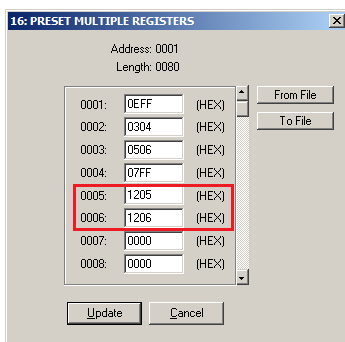 16: PRESET MULTIPLE REGISTERS
Address: 0001
Length: 0080
From File
To File
0001: 0EFF (HEX)
0002: 0304 (HEX)
0003: 0506 (HEX)
0004: 07FF (HEX)
0005: 1205 (HEX)
0006: 1206 (HEX)
0007: 0000 (HEX)
0008: 0000 (HEX)
Update Cancel